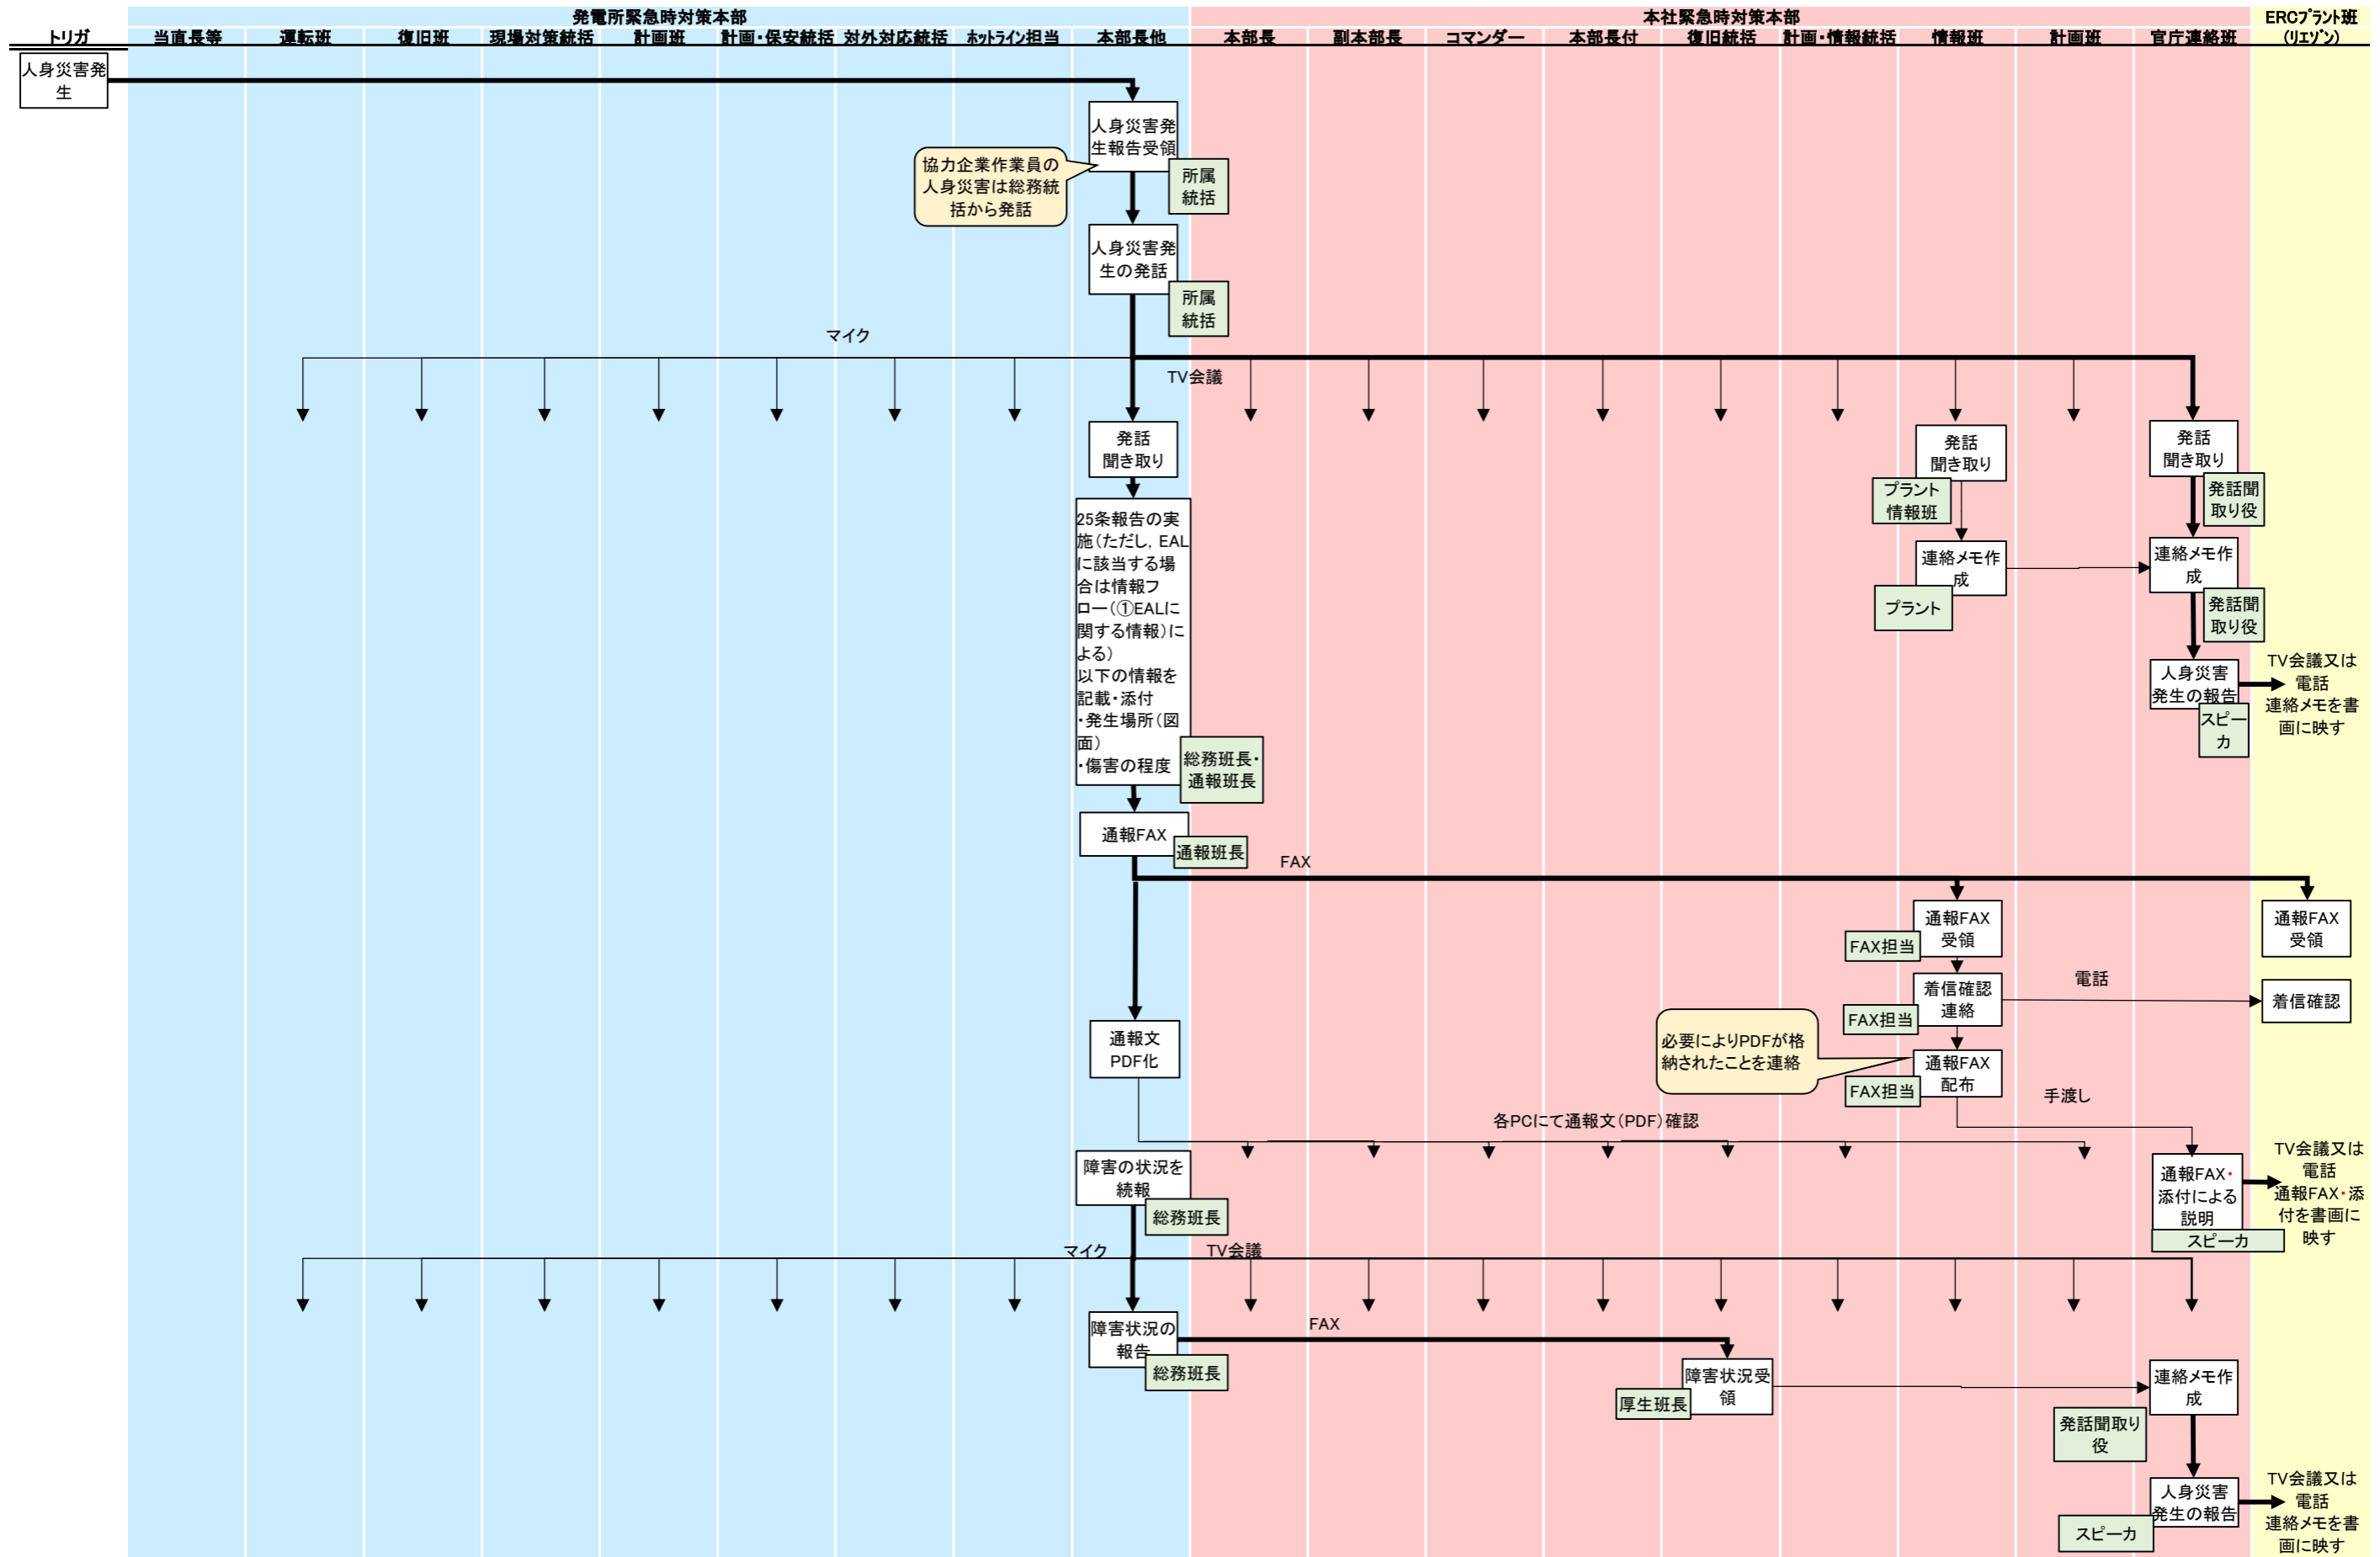 発電所緊急時対策本部
本社緊急時対策本部
ERCプラント班
(リエゾン)
トリガ
当直長等
運転班
復旧班
現場対策統括
計画班
計画・保安統括
対外対応統括
ホットライン担当
本部長他
本部長
副本部長
コマンダー
本部長付
復旧統括
計画・情報統括
情報班
計画班
官庁連絡班
人身災害発
生
人身災害発
生報告受領
所属
統括
協力企業作業員の
人身災害は総務統
括から発話
人身災害発
生の発話
所属
統括
マイク
TV会議
発話
聞き取り
発話
聞き取り
プラント
情報班
発話
聞き取り
発話聞
取り役
25条報告の実
施(ただし,EAL
に該当する場
合は情報フ
ロー(①EALに
関する情報)に
よる)
以下の情報を
記載・添付
・発生場所(図
面)
・傷害の程度
総務班長・
通報班長
連絡メモ作
成
プラント
連絡メモ作
成
発話聞
取り役
人身災害
発生の報告
スピー
カ
TV会議又は
電話
連絡メモを書
画に映す
通報FAX
通報班長
FAX
通報FAX
受領
FAX担当
通報FAX
受領
着信確認
連絡
FAX担当
電話
着信確認
通報文
PDF化
必要によりPDFが格
納されたことを連絡
通報FAX
配布
FAX担当
手渡し
各PCにて通報文(PDF)確認
障害の状況を
続報
総務班長
通報FAX・
添付による
説明
スピーカ
TV会議又は
電話
通報FAX・添
付を書画に
映す
マイク
TV会議
障害状況の
報告
総務班長
FAX
障害状況受
領
厚生班長
連絡メモ作
成
発話聞取り
役
人身災害
発生の報告
スピーカ
TV会議又は
電話
連絡メモを書
画に映す